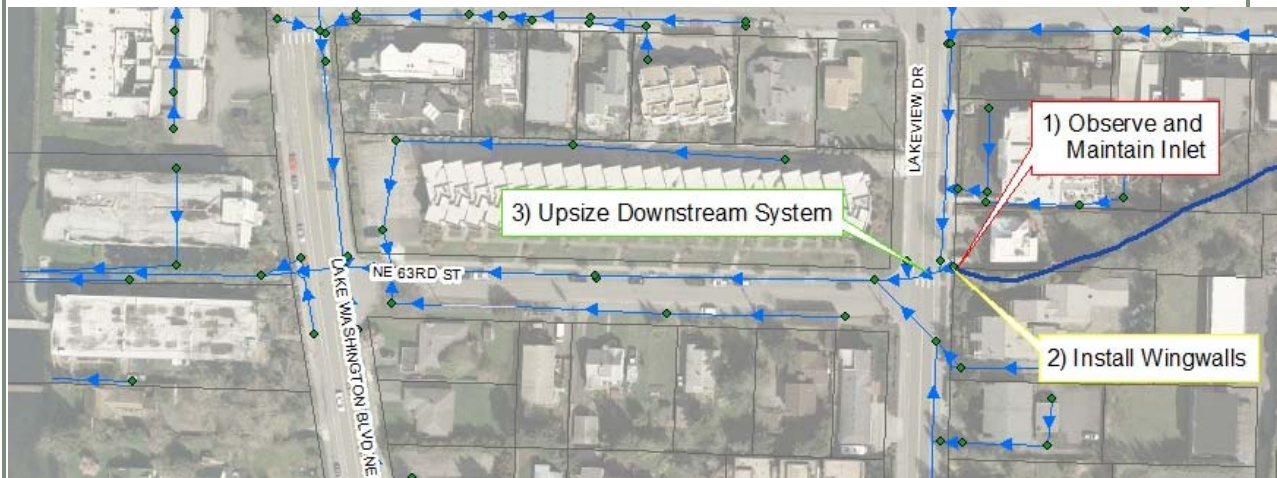 LAKEVIEW DR
1) Observe and
Maintain Inlet
3) Upsize Downstream System
NE 63RD ST
LAKE WASHINGTON BLVD NE
2) Install Wingwalls